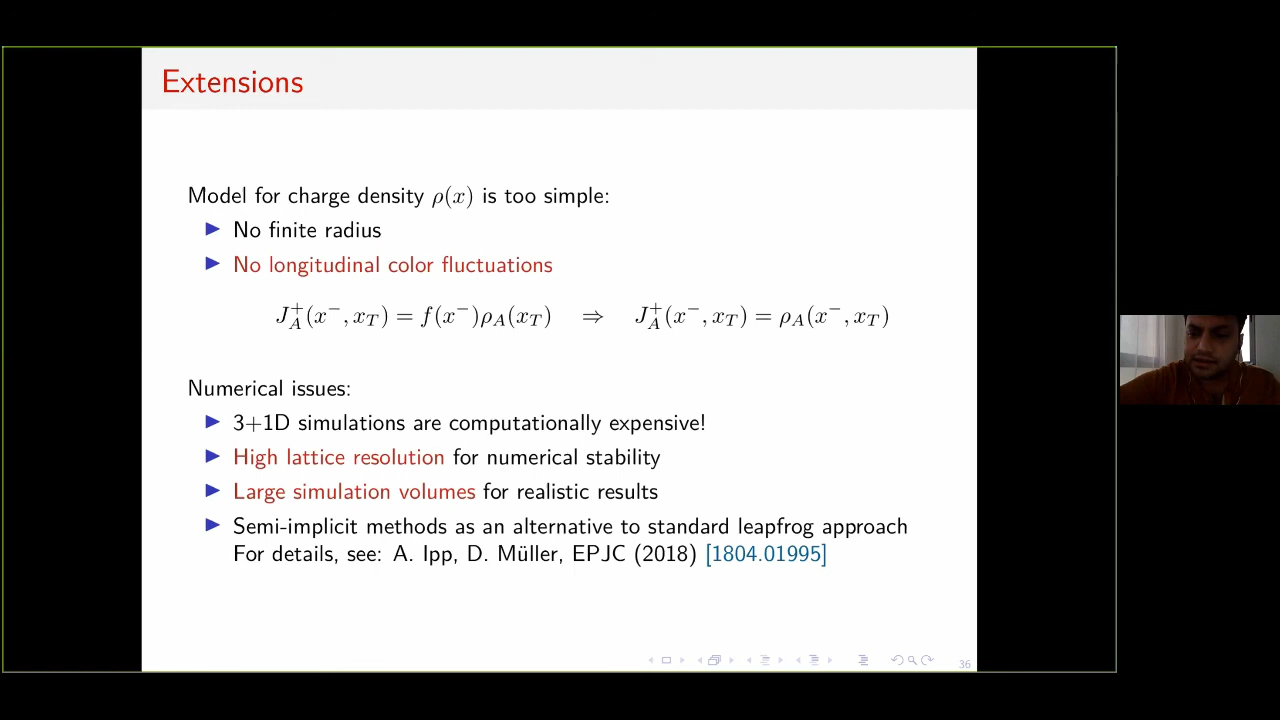 Extensions
Model for charge density ρ(x) is too simple:
▶ No finite radius
▶ No longitudinal color fluctuations
J_A^+(x^−, x_T) = f(x^−)ρ_A(x_T) ⇒ J_A^+(x^−, x_T) = ρ_A(x^−, x_T)
Numerical issues:
▶ 3+1D simulations are computationally expensive!
▶ High lattice resolution for numerical stability
▶ Large simulation volumes for realistic results
▶ Semi-implicit methods as an alternative to standard leapfrog approach
For details, see: A. Ipp, D. Müller, EPJC (2018) [1804.01995]
36